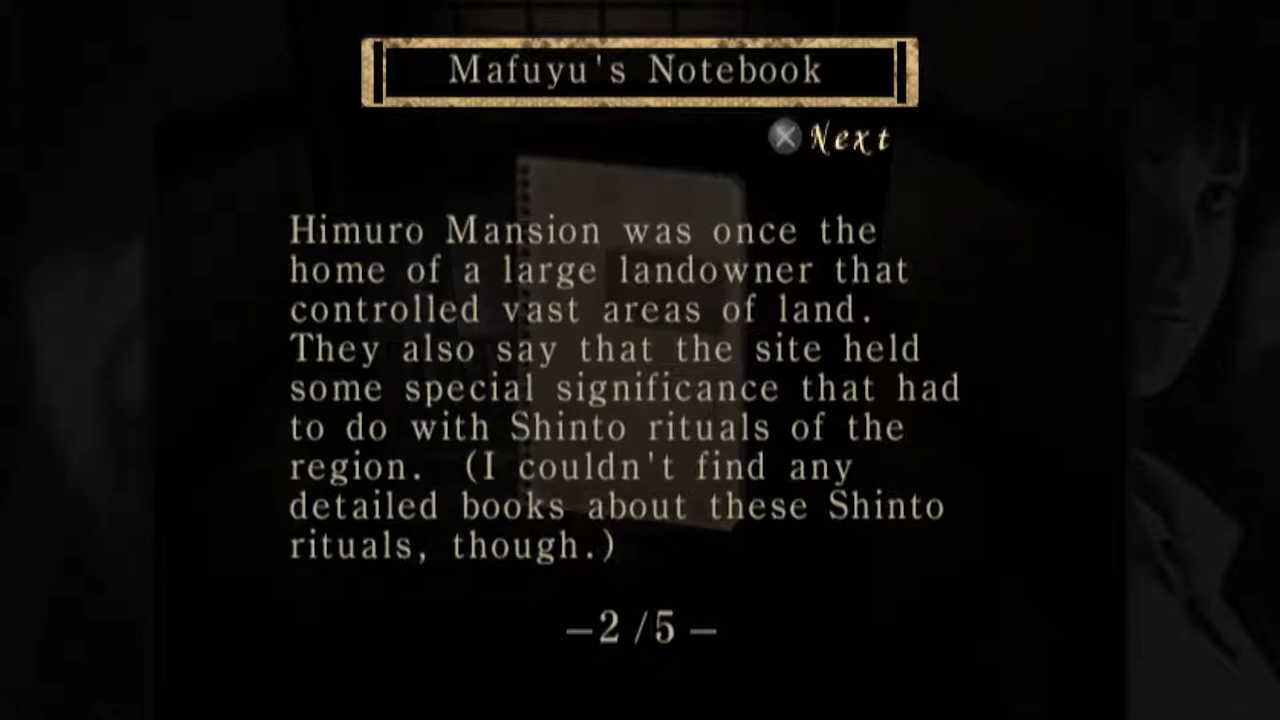 Mafuyu's Notebook
Next
Himuro Mansion was once the
home of a large landowner that
controlled vast areas of land.
They also say that the site held
some special significance that had
to do with Shinto rituals of the
region. (I couldn't find any
detailed books about these Shinto
rituals, though.)
—2/5—